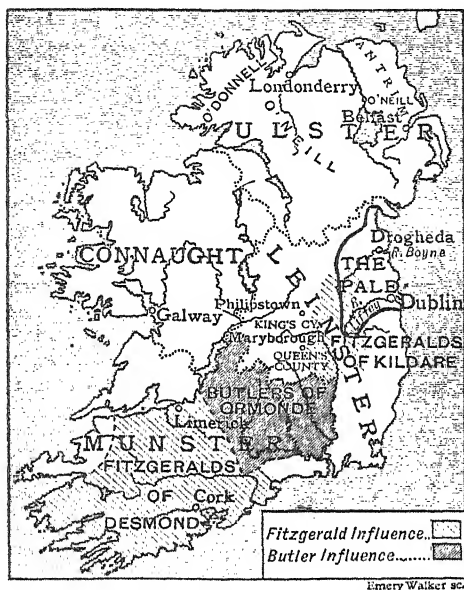 ANTRIM
O'DONNELL
Londonderry
O'NEILL
O'NEILL
Belfast
ULSTER
Drogheda
R. Boyne
CONNAUGHT
LEINSTER
THE
PALE
Dublin
Philipstown
Galway
KING'S CY.
Maryborough
FITZGERALDS
OF KILDARE
QUEEN'S
COUNTY
BUTLERS OF
ORMONDE
Limerick
MUNSTER
FITZGERALDS
OF
Cork
DESMOND
Fitzgerald Influence..
Butler Influence........
Emery Walker sc.